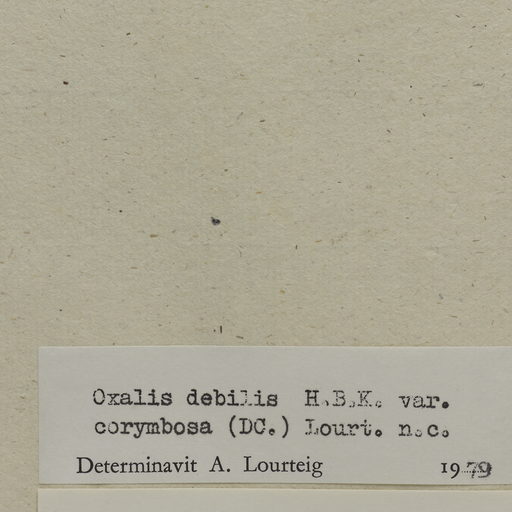 Oxalis debilis H.B.K. var.
corymbosa (DC.) Lourt. n.c.
Determinavit A. Lourteig 1979